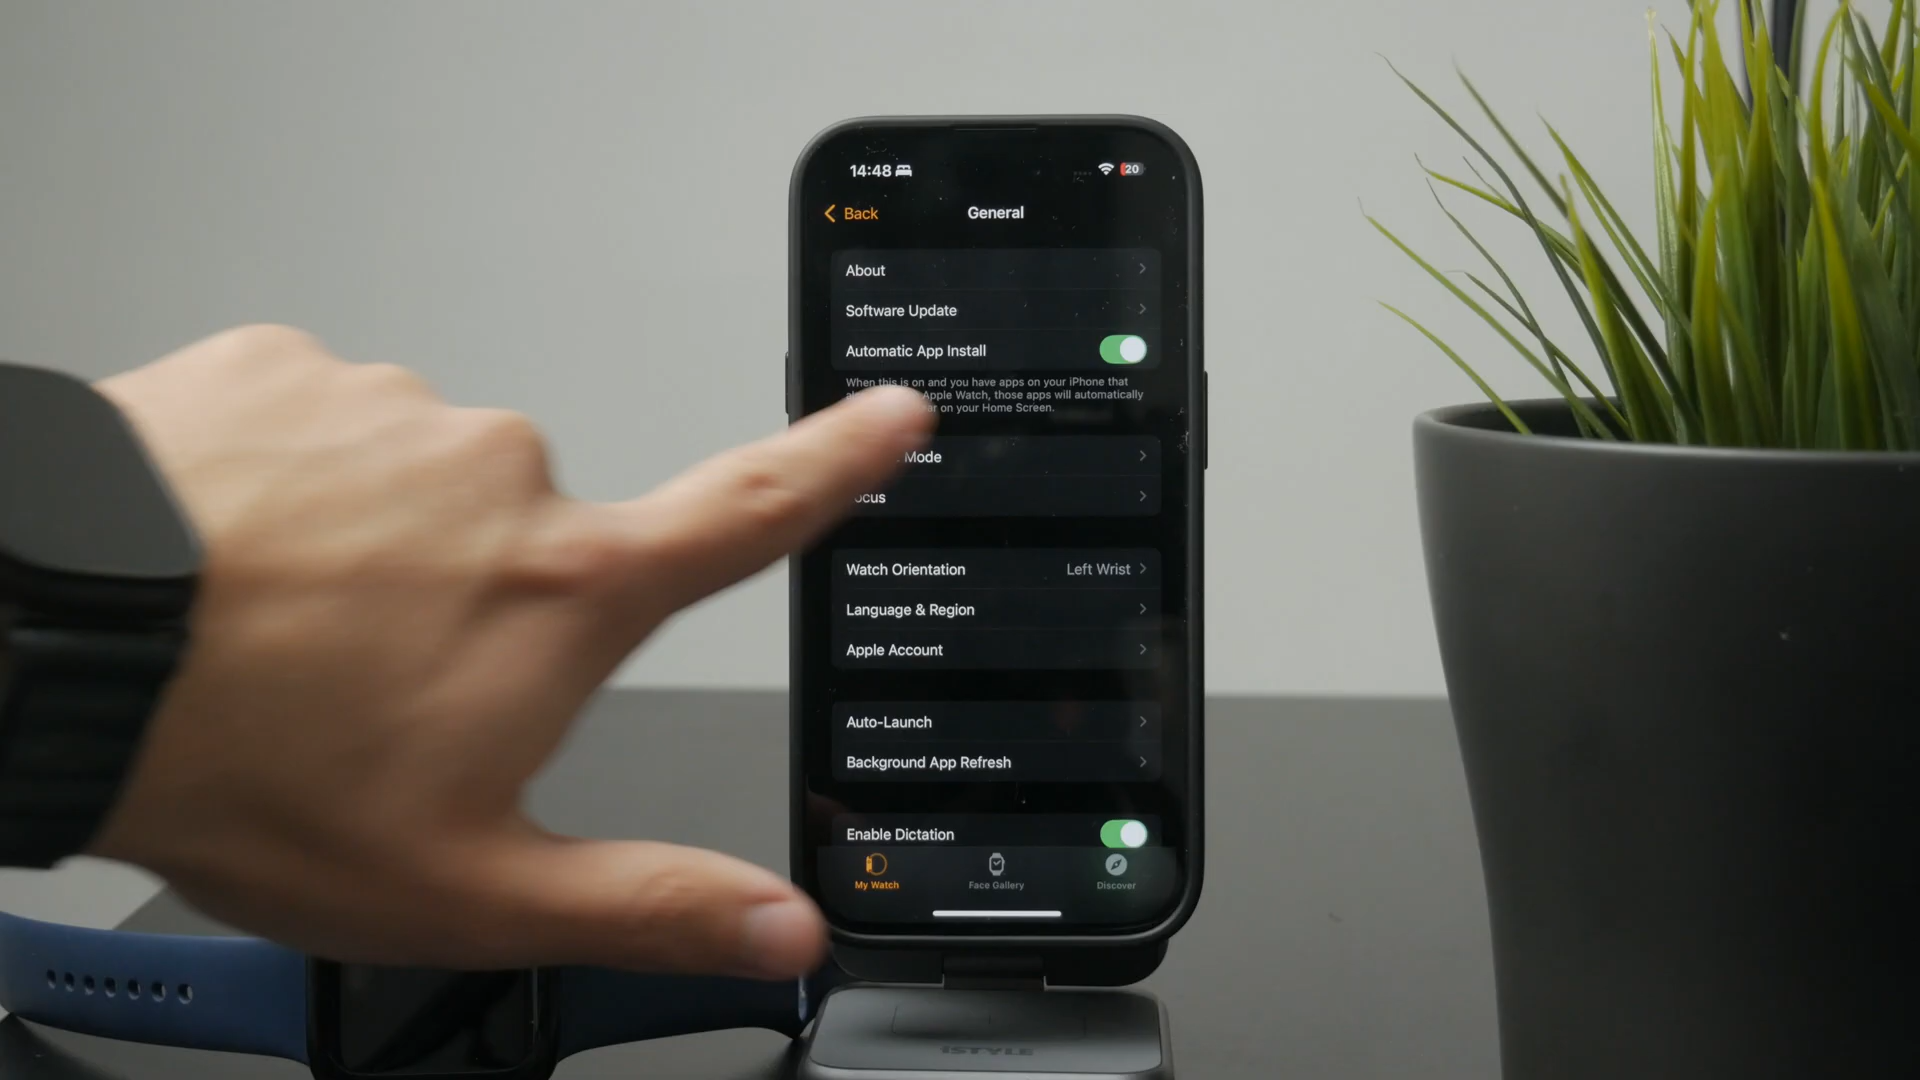 14:48
20
Back
General
About
Software Update
Automatic App Install
When this is on and you have apps on your iPhone that
Apple Watch, those apps will automatically
on your Home Screen.
Mode
ocus
Watch Orientation
Left Wrist
Language & Region
Apple Account
Auto-Launch
Background App Refresh
Enable Dictation
My Watch
Face Gallery
Discover
iSTYLE